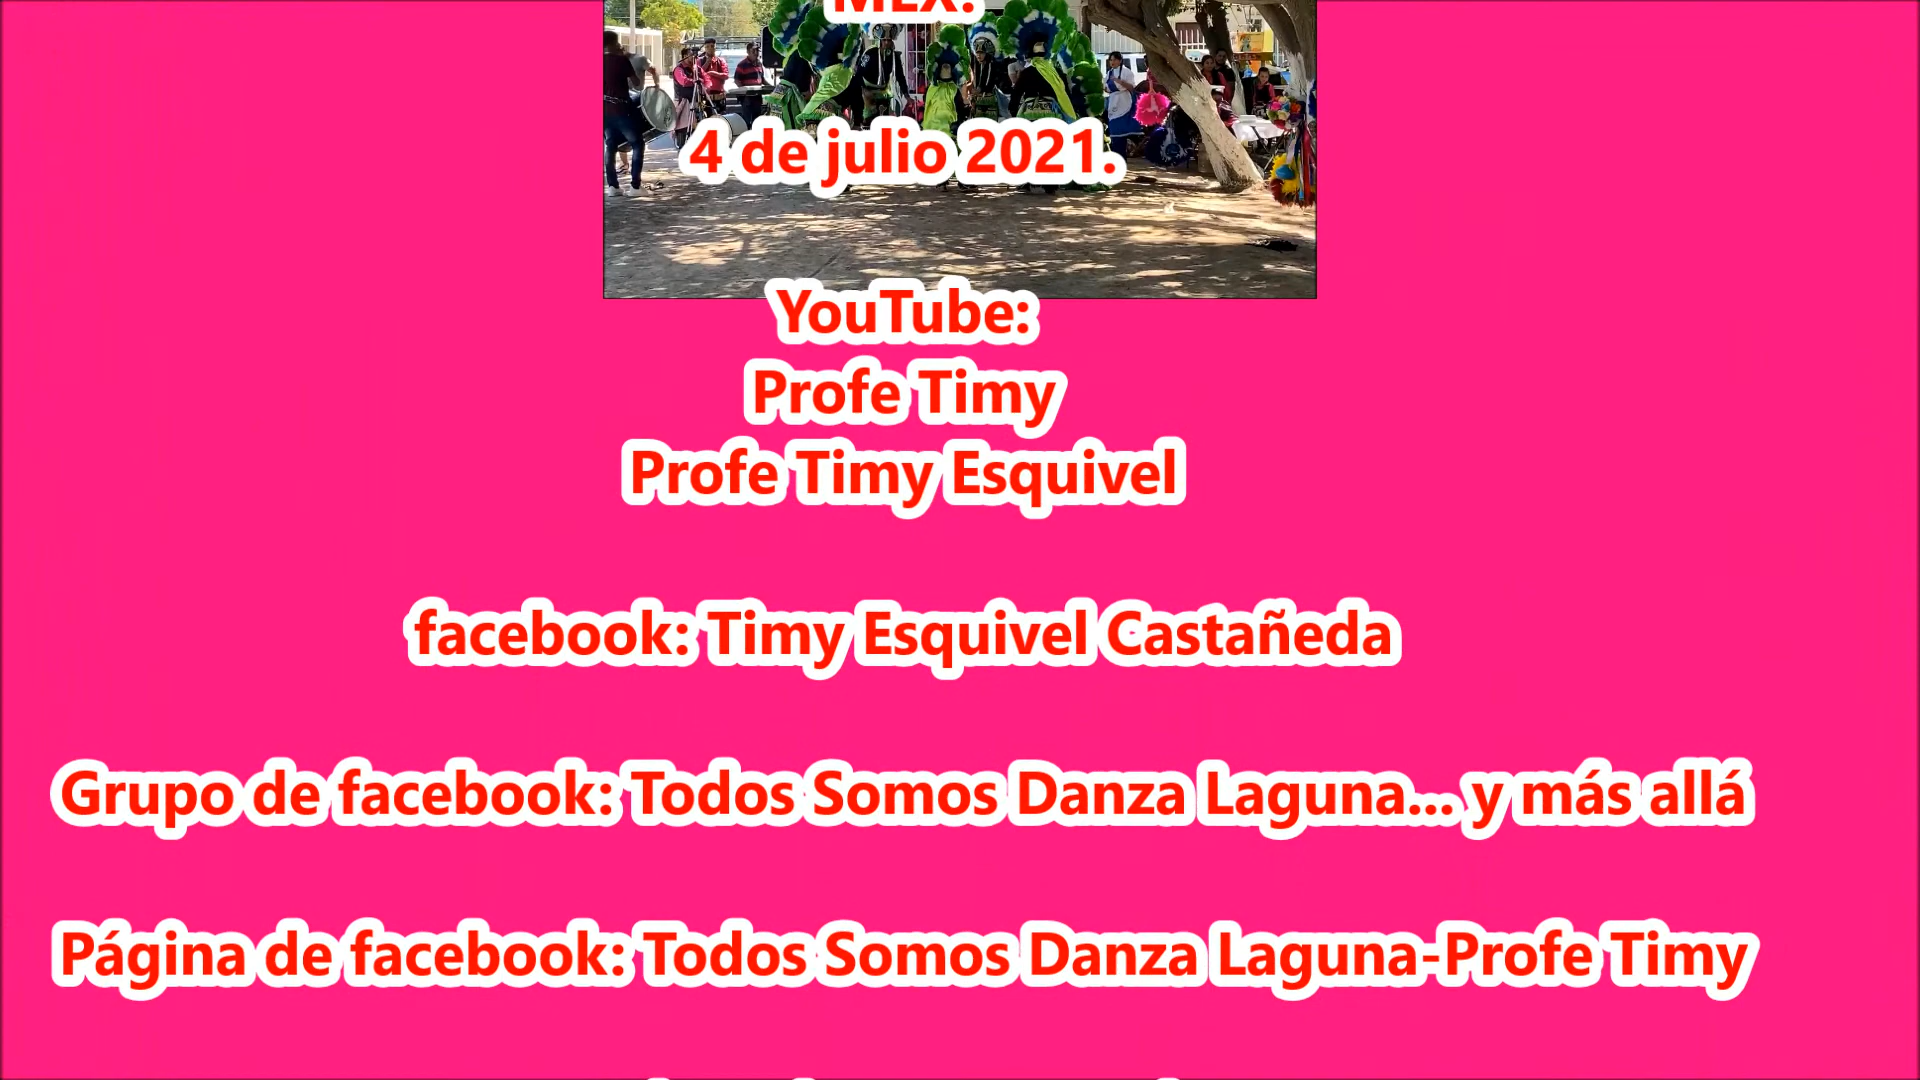 MEX.
4 de julio 2021.
YouTube:
Profe Timy
Profe Timy Esquivel
facebook: Timy Esquivel Castañeda
Grupo de facebook: Todos Somos Danza Laguna... y más allá
Página de facebook: Todos Somos Danza Laguna-Profe Timy